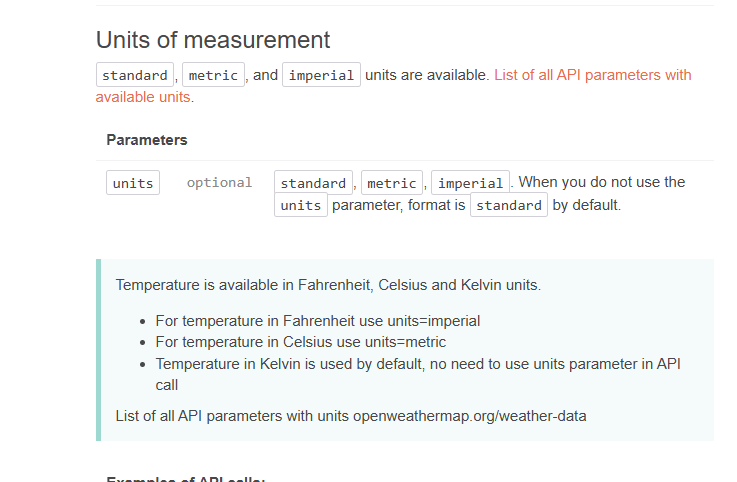 Units of measurement
standard, metric, and imperial units are available. List of all API parameters with
available units.
Parameters
units optional standard, metric, imperial. When you do not use the
units parameter, format is standard by default.
Temperature is available in Fahrenheit, Celsius and Kelvin units.
• For temperature in Fahrenheit use units=imperial
• For temperature in Celsius use units=metric
• Temperature in Kelvin is used by default, no need to use units parameter in API
call
List of all API parameters with units openweathermap.org/weather-data
Examples of API calls: